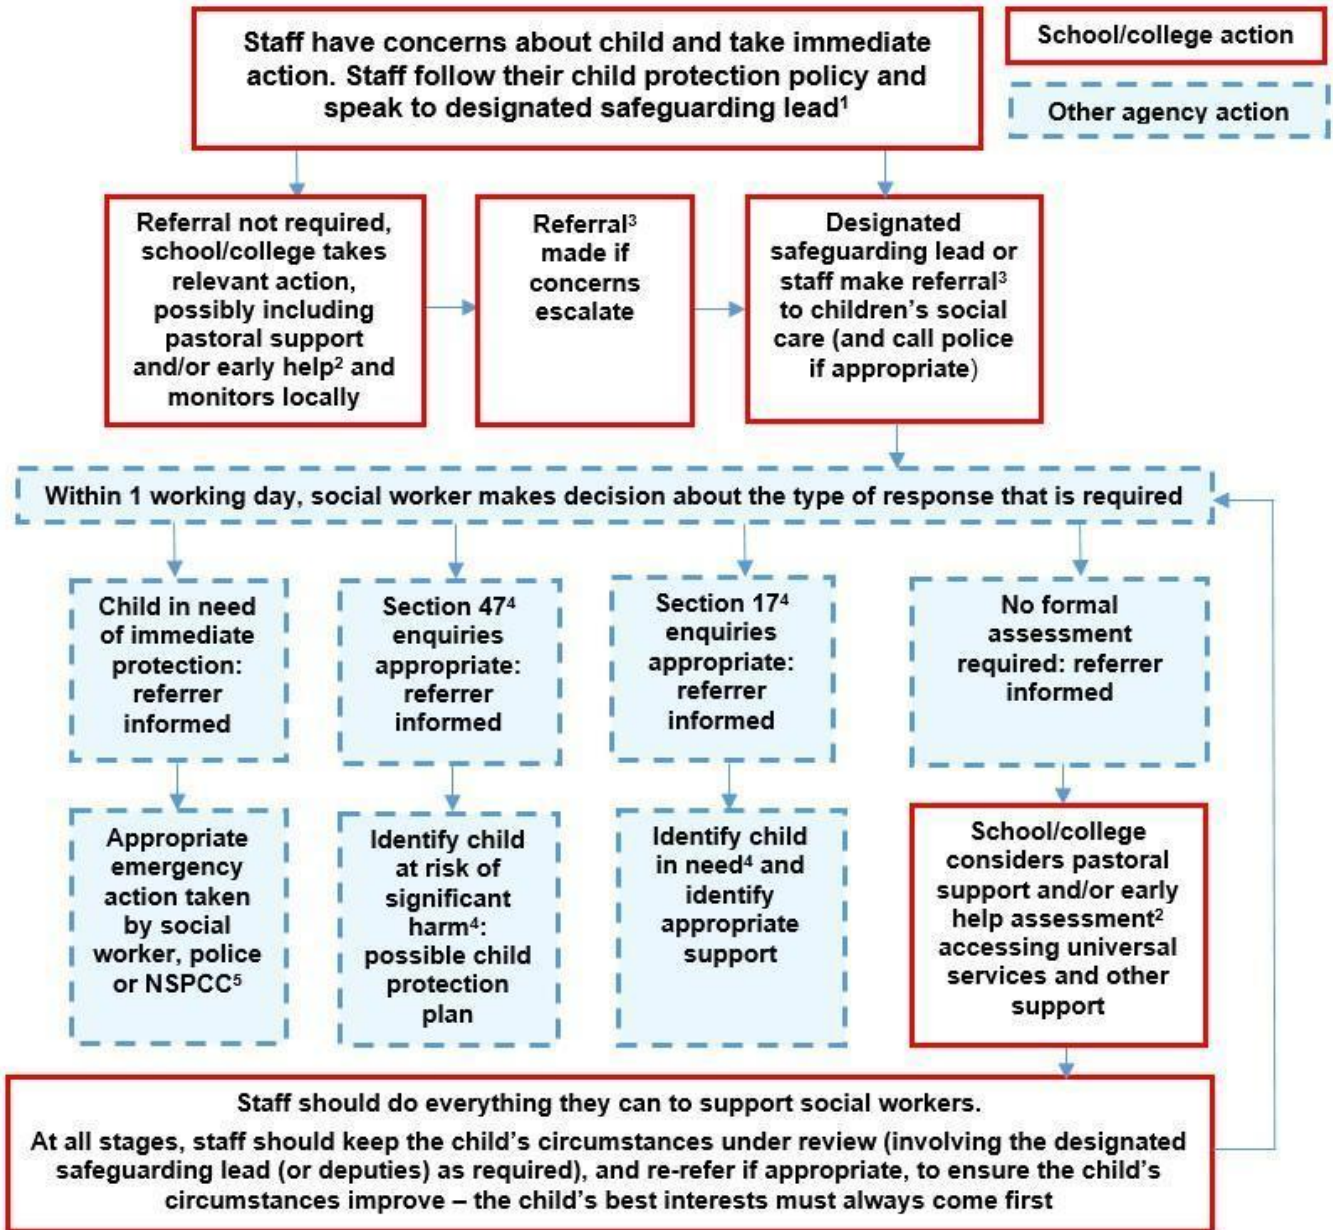 Staff have concerns about child and take immediate
action. Staff follow their child protection policy and
speak to designated safeguarding lead¹
School/college action
Other agency action
Referral not required,
school/college takes
relevant action,
possibly including
pastoral support
and/or early help² and
monitors locally
Referral³
made if
concerns
escalate
Designated
safeguarding lead or
staff make referral³
to children’s social
care (and call police
if appropriate)
Within 1 working day, social worker makes decision about the type of response that is required
Child in need
of immediate
protection:
referrer
informed
Section 47⁴
enquiries
appropriate:
referrer
informed
Section 17⁴
enquiries
appropriate:
referrer
informed
No formal
assessment
required: referrer
informed
Appropriate
emergency
action taken
by social
worker, police
or NSPCC⁵
Identify child
at risk of
significant
harm⁴:
possible child
protection
plan
Identify child
in need⁴ and
identify
appropriate
support
School/college
considers pastoral
support and/or early
help assessment²
accessing universal
services and other
support
Staff should do everything they can to support social workers.
At all stages, staff should keep the child’s circumstances under review (involving the designated
safeguarding lead (or deputies) as required), and re-refer if appropriate, to ensure the child’s
circumstances improve – the child’s best interests must always come first